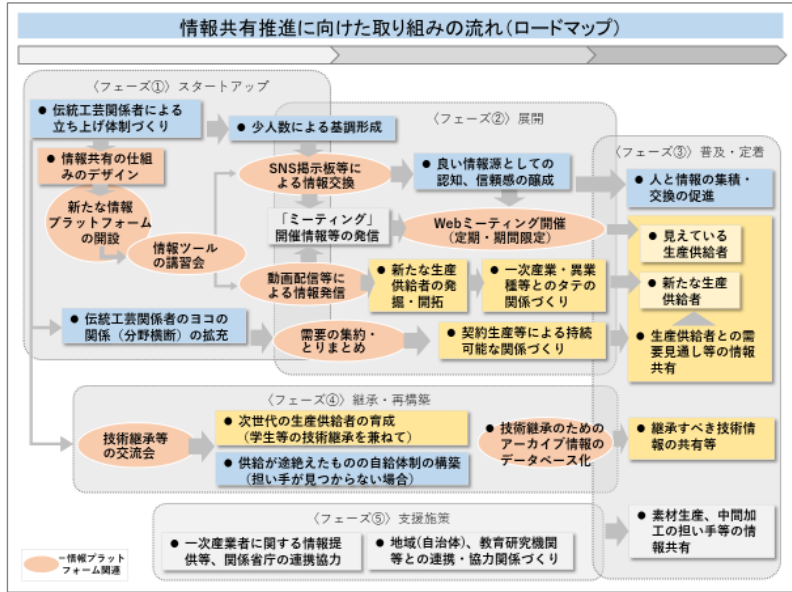 情報共有推進に向けた取り組みの流れ(ロードマップ)
〈フェーズ①〉スタートアップ
● 伝統工芸関係者による
立ち上げ体制づくり
● 情報共有の仕組
みのデザイン
新たな情報
プラットフォーム
の開設
情報ツール
の講習会
● 伝統工芸関係者のヨコの
関係（分野横断）の拡充
〈フェーズ②〉展開
● 少人数による基調形成
SNS掲示板等
による情報交換
● 良い情報源としての
認知、信頼感の醸成
「ミーティング」
開催情報等の発信
Webミーティング開催
(定期・期間限定)
動画配信等に
よる情報発信
● 新たな生産
供給者の発
掘・開拓
● 一次産業・異業
種等とのタテの
関係づくり
需要の集約・
とりまとめ
● 契約生産等による持続
可能な関係づくり
〈フェーズ③〉普及・定着
● 人と情報の集積・
交換の促進
● 見えている
生産供給者
● 新たな生産
供給者
● 生産供給者との需
要見通し等の情報
共有
〈フェーズ④〉継承・再構築
技術継承等
の交流会
● 次世代の生産供給者の育成
(学生等の技術継承を兼ねて)
● 供給が途絶えたものの自給体制の構築
(担い手が見つからない場合)
● 技術継承のための
アーカイブ情報の
データベース化
● 継承すべき技術情
報の共有等
〈フェーズ⑤〉支援施策
● 一次産業者に関する情報提
供等、関係省庁の連携協力
● 地域(自治体)、教育研究機関
等との連携・協力関係づくり
● 素材生産、中間加
工の担い手等の情
報共有
－情報プラット
フォーム関連